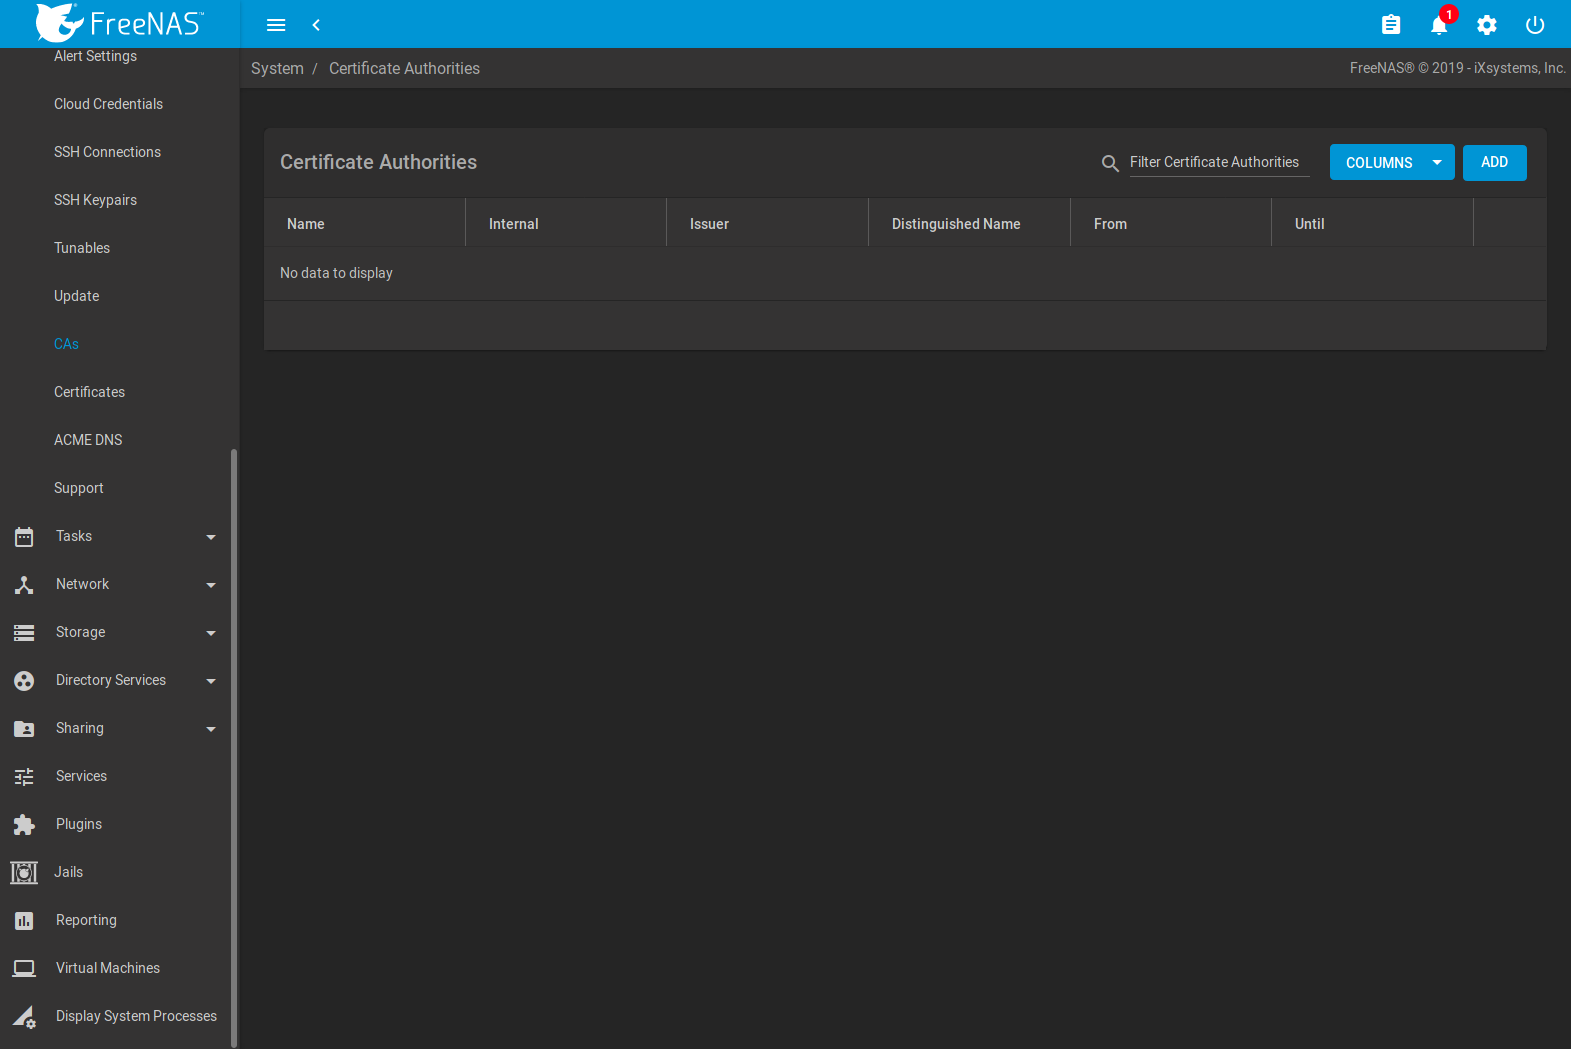 FreeNAS™
1
System / Certificate Authorities
FreeNAS® © 2019 - iXsystems, Inc.
Alert Settings
Cloud Credentials
SSH Connections
SSH Keypairs
Tunables
Update
CAs
Certificates
ACME DNS
Support
Tasks
Network
Storage
Directory Services
Sharing
Services
Plugins
Jails
Reporting
Virtual Machines
Display System Processes
Certificate Authorities
Filter Certificate Authorities
COLUMNS
ADD
Name Internal Issuer Distinguished Name From Until
No data to display